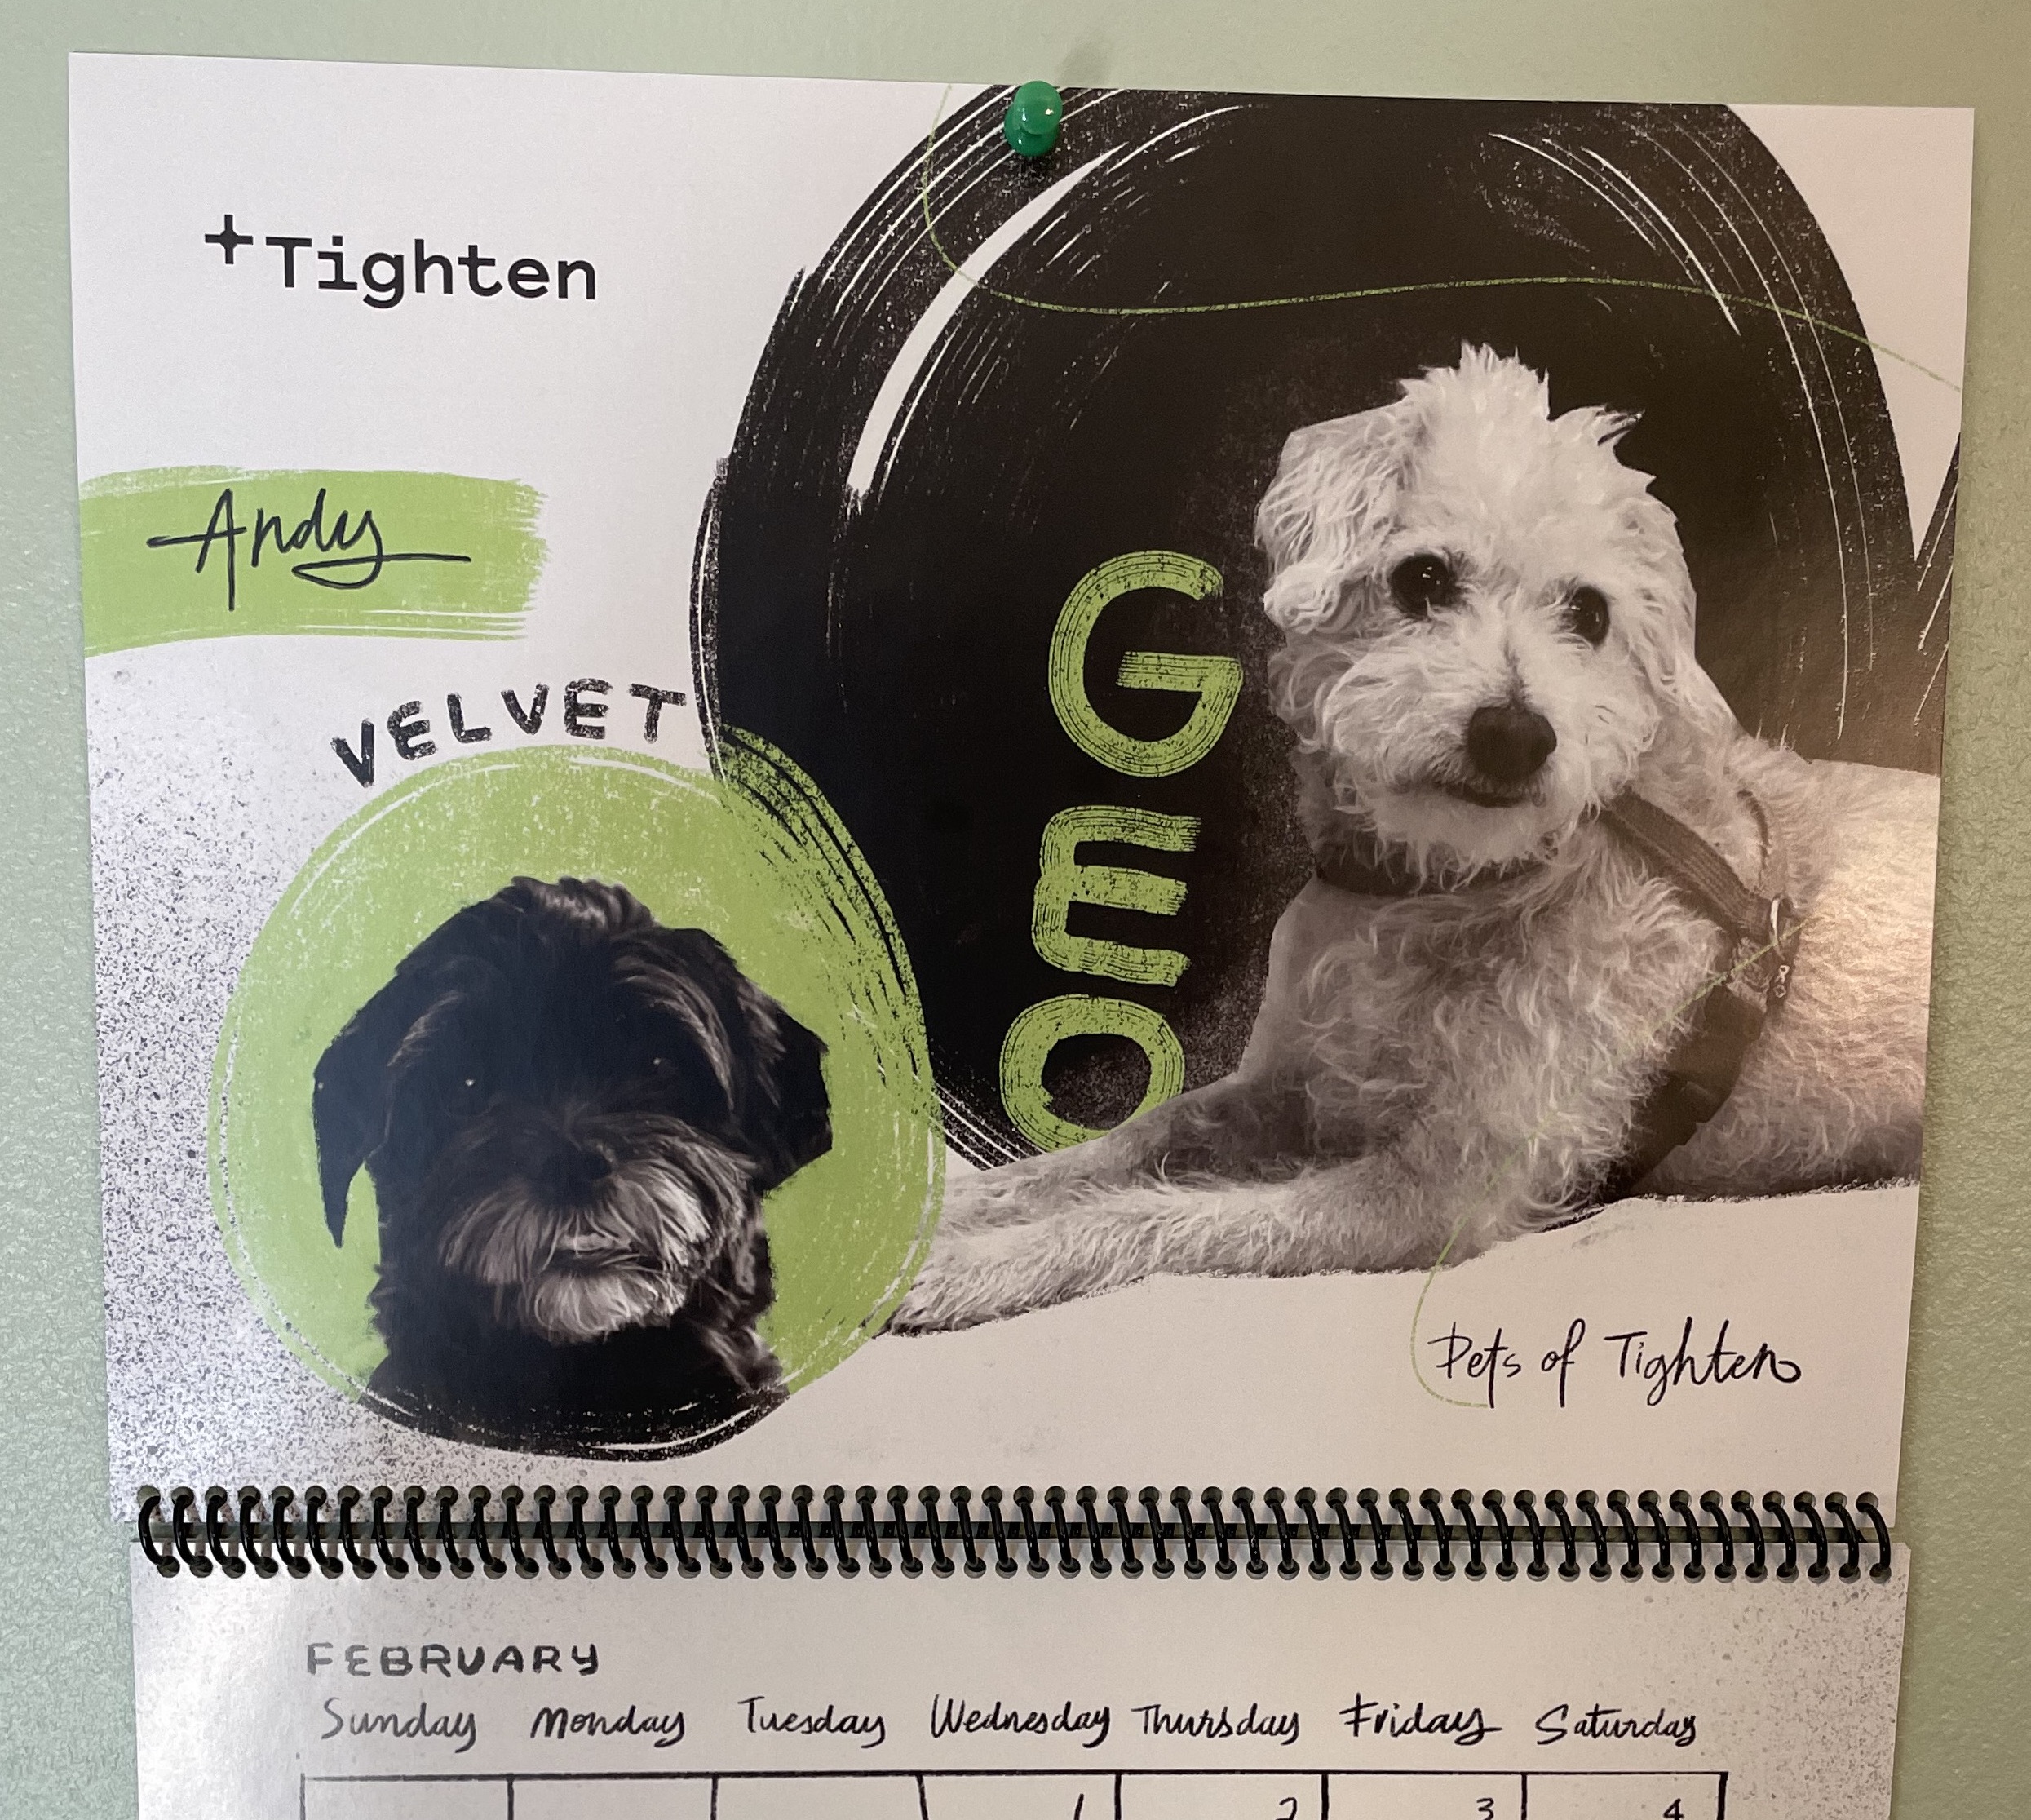 Tighten
Andy
VELVET
GEO
Pets of Tighten
FEBRUARY
Sunday Monday Tuesday Wednesday Thursday Friday Saturday
1 2 3 4